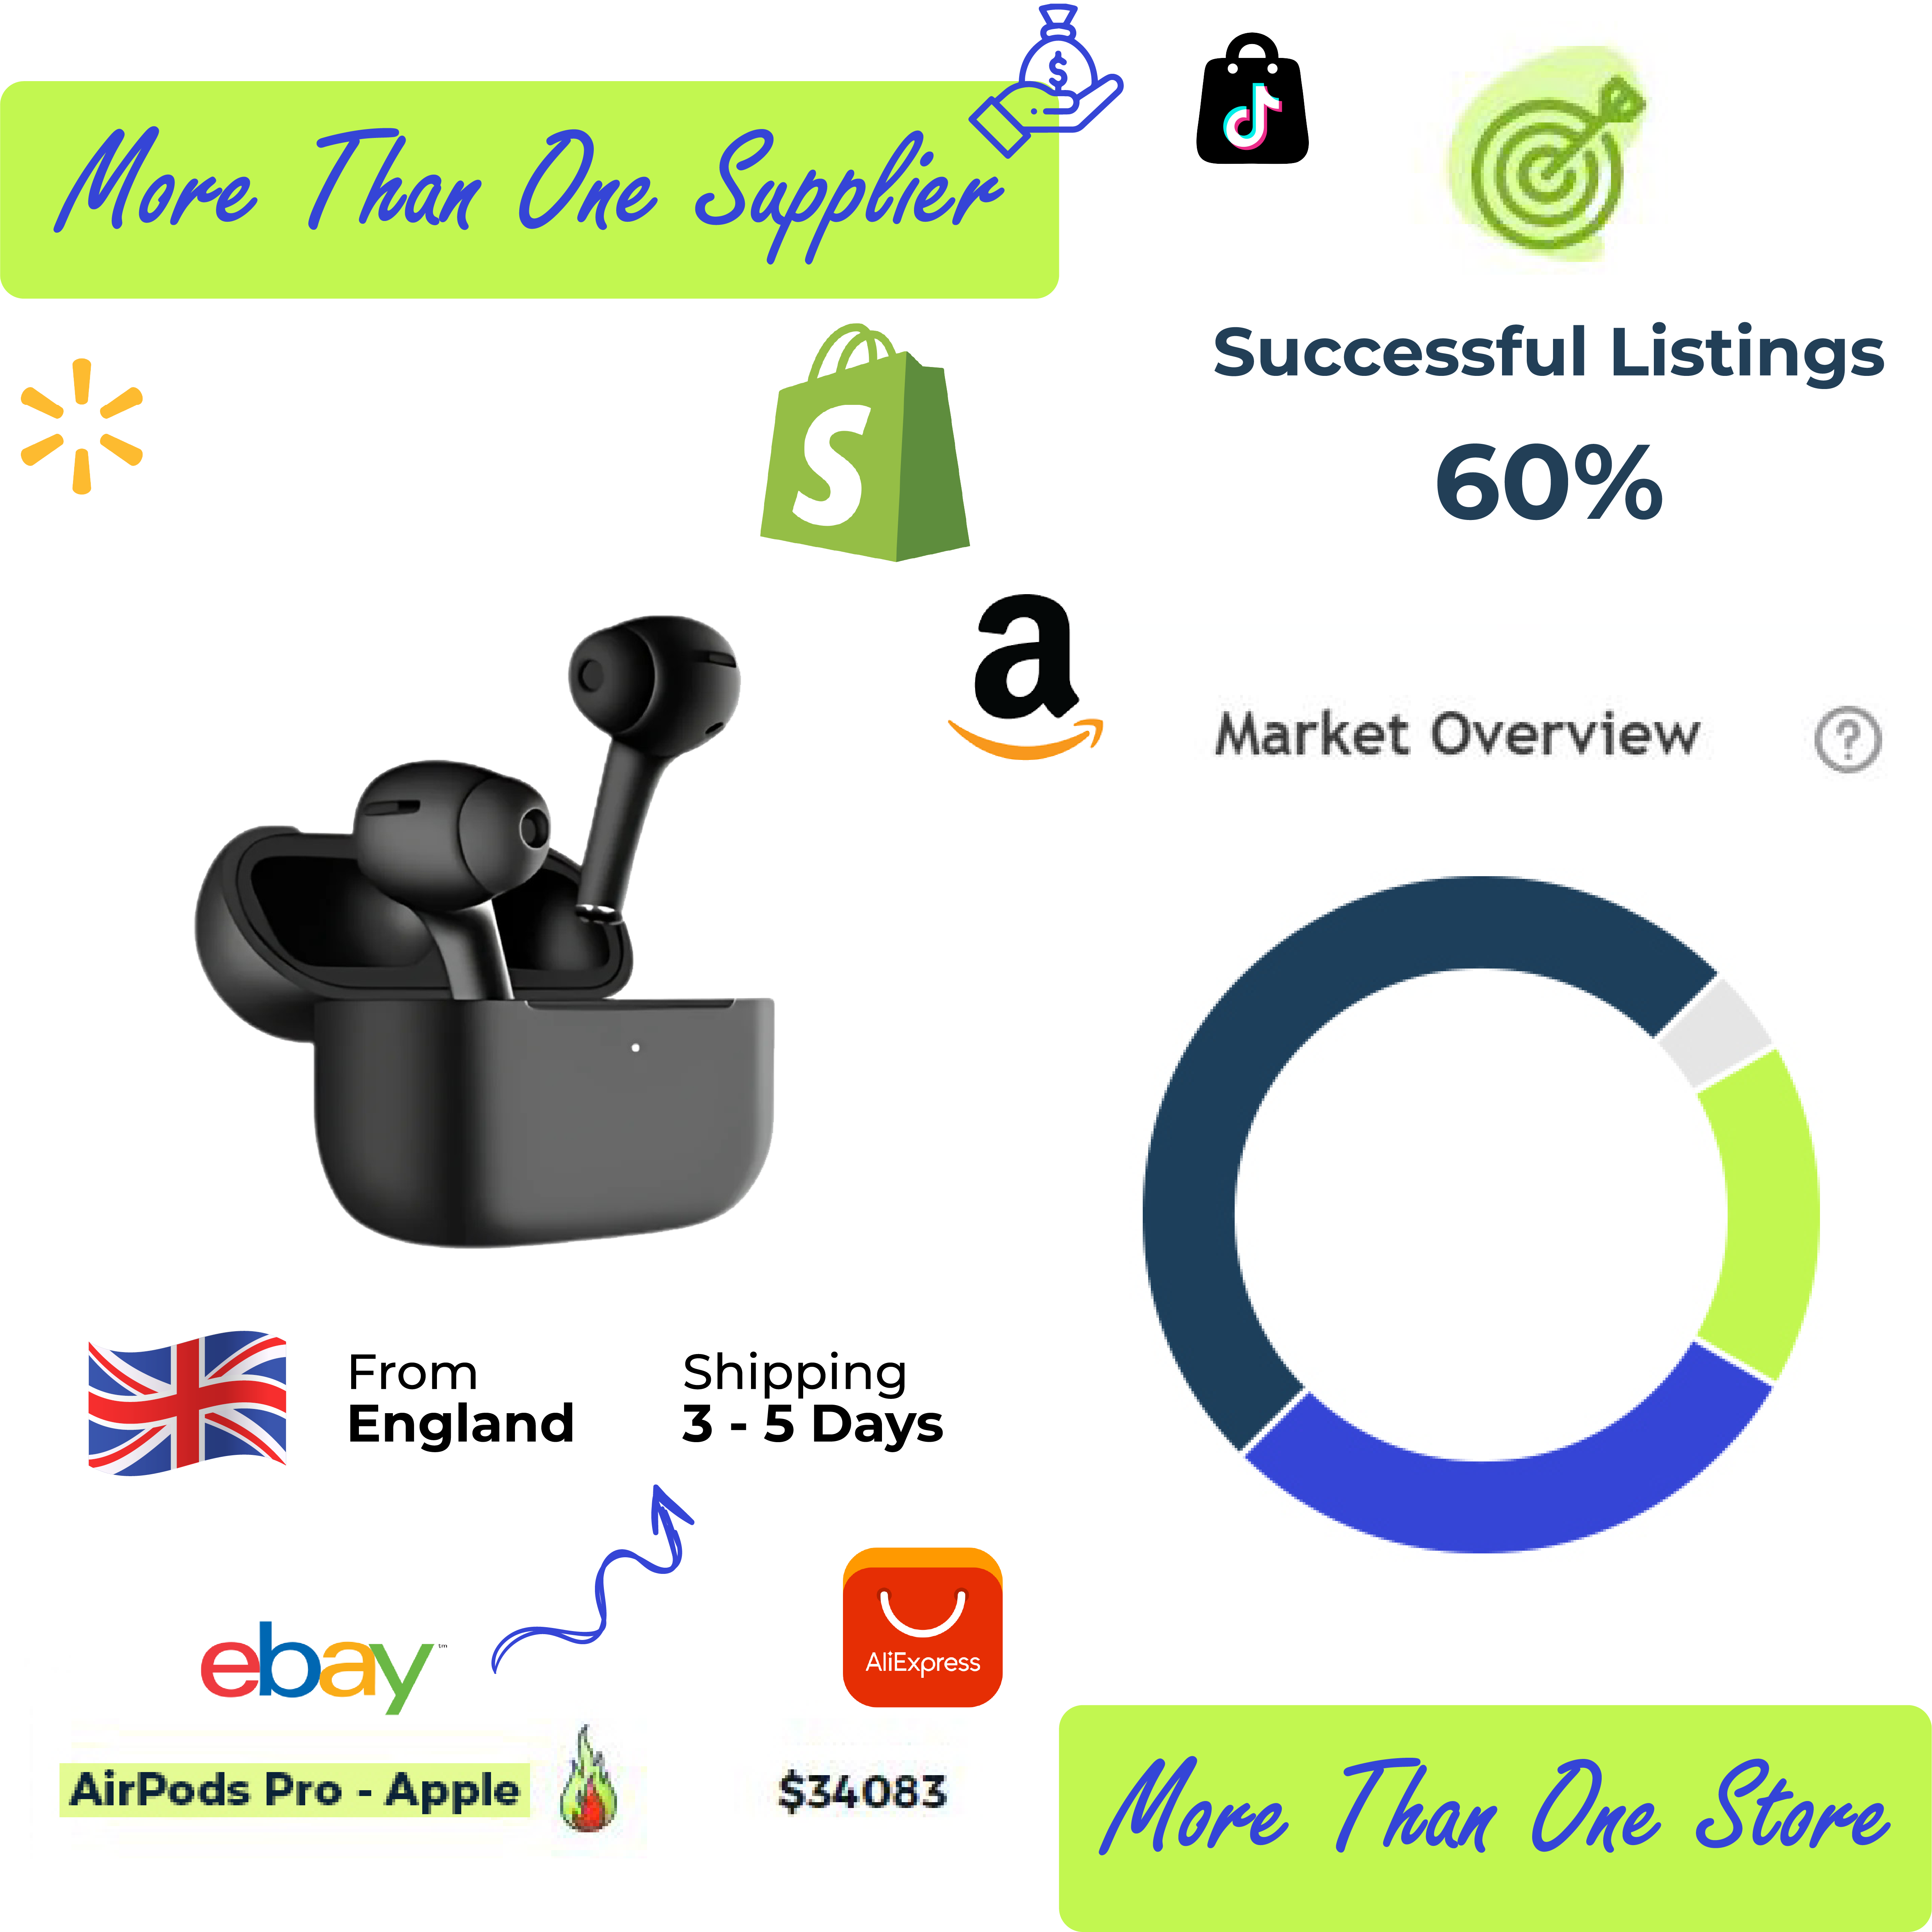 More Than One Supplier
Successful Listings
60%
Market Overview
?
From
England
Shipping
3 - 5 Days
ebay™
AliExpress
AirPods Pro - Apple
$34083
More Than One Store